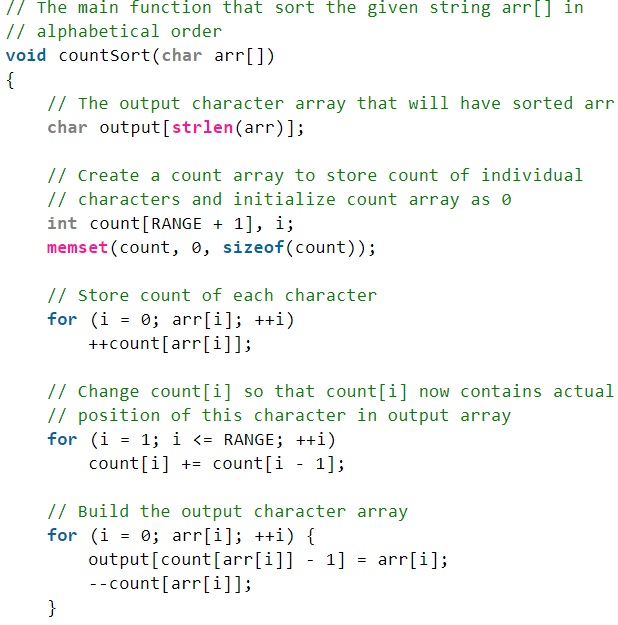 // The main function that sort the given string arr[] in
// alphabetical order
void countSort(char arr[])
{
    // The output character array that will have sorted arr
    char output[strlen(arr)];

    // Create a count array to store count of individual
    // characters and initialize count array as 0
    int count[RANGE + 1], i;
    memset(count, 0, sizeof(count));

    // Store count of each character
    for (i = 0; arr[i]; ++i)
        ++count[arr[i]];

    // Change count[i] so that count[i] now contains actual
    // position of this character in output array
    for (i = 1; i <= RANGE; ++i)
        count[i] += count[i - 1];

    // Build the output character array
    for (i = 0; arr[i]; ++i) {
        output[count[arr[i]] - 1] = arr[i];
        --count[arr[i]];
    }